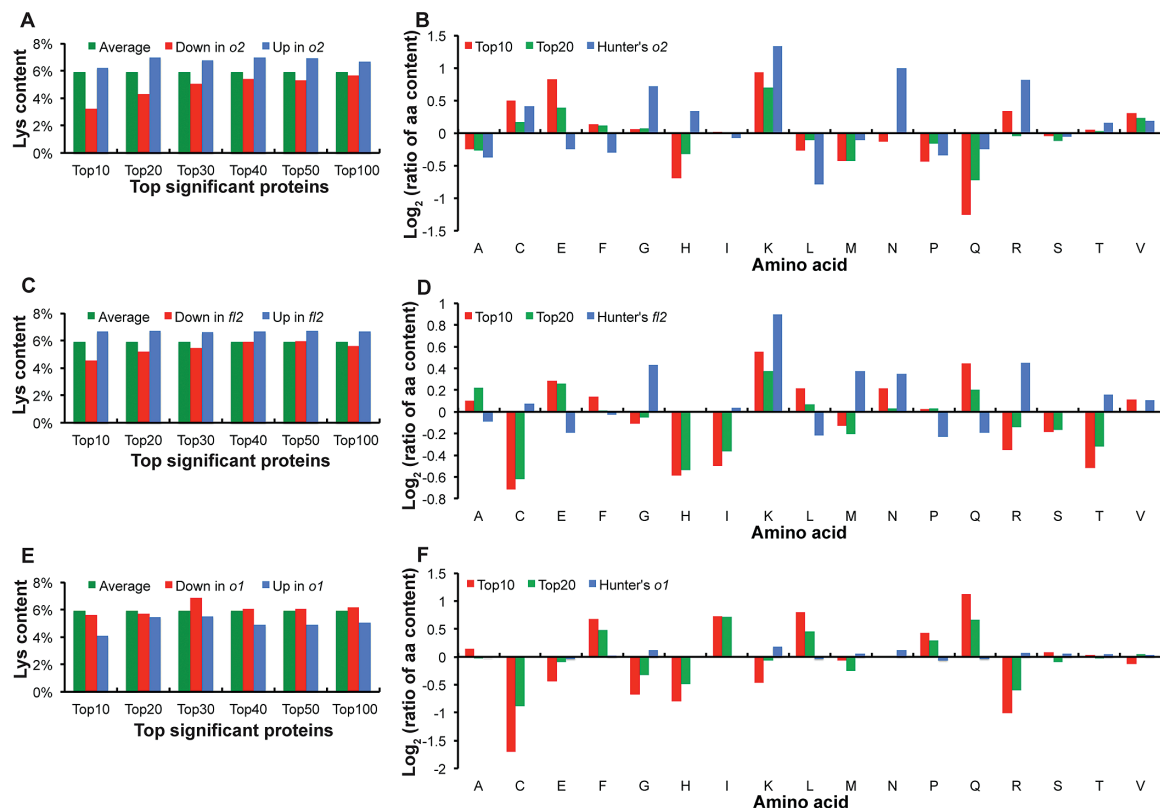 A
Average Down in o2 Up in o2
Lys content
8%
6%
4%
2%
0%
Top10 Top20 Top30 Top40 Top50 Top100
Top significant proteins
B
Top10 Top20 Hunter's o2
Log2 (ratio of aa content)
1.5
1
0.5
0
-0.5
-1
-1.5
A C E F G H I K L M N P Q R S T V
Amino acid
C
Average Down in fl2 Up in fl2
Lys content
8%
6%
4%
2%
0%
Top10 Top20 Top30 Top40 Top50 Top100
Top significant proteins
D
Top10 Top20 Hunter's fl2
Log2 (ratio of aa content)
1
0.8
0.6
0.4
0.2
0
-0.2
-0.4
-0.6
-0.8
A C E F G H I K L M N P Q R S T V
Amino acid
E
Average Down in o1 Up in o1
Lys content
8%
6%
4%
2%
0%
Top10 Top20 Top30 Top40 Top50 Top100
Top significant proteins
F
Top10 Top20 Hunter's o1
Log2 (ratio of aa content)
1.5
1
0.5
0
-0.5
-1
-1.5
-2
A C E F G H I K L M N P Q R S T V
Amino acid